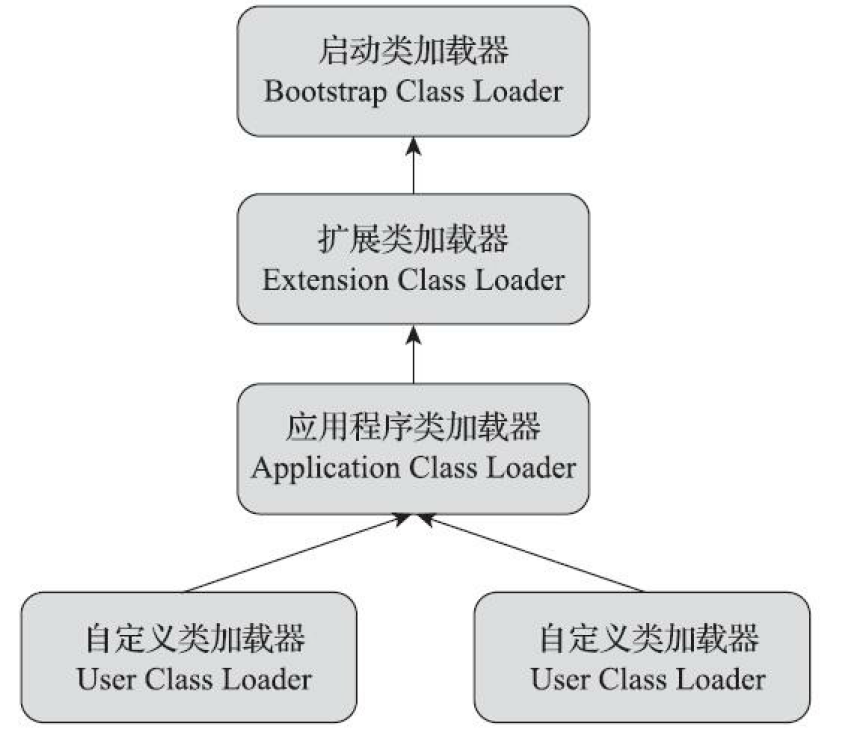 启动类加载器
Bootstrap Class Loader
扩展类加载器
Extension Class Loader
应用程序类加载器
Application Class Loader
自定义类加载器
User Class Loader
自定义类加载器
User Class Loader